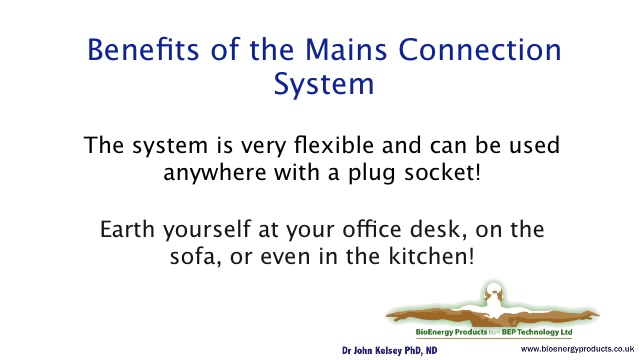 Benefits of the Mains Connection
System
The system is very flexible and can be used
anywhere with a plug socket!
Earth yourself at your office desk, on the
sofa, or even in the kitchen!
BioEnergy Products from BEP Technology Ltd
Dr John Kelsey PhD, ND
www.bioenergyproducts.co.uk